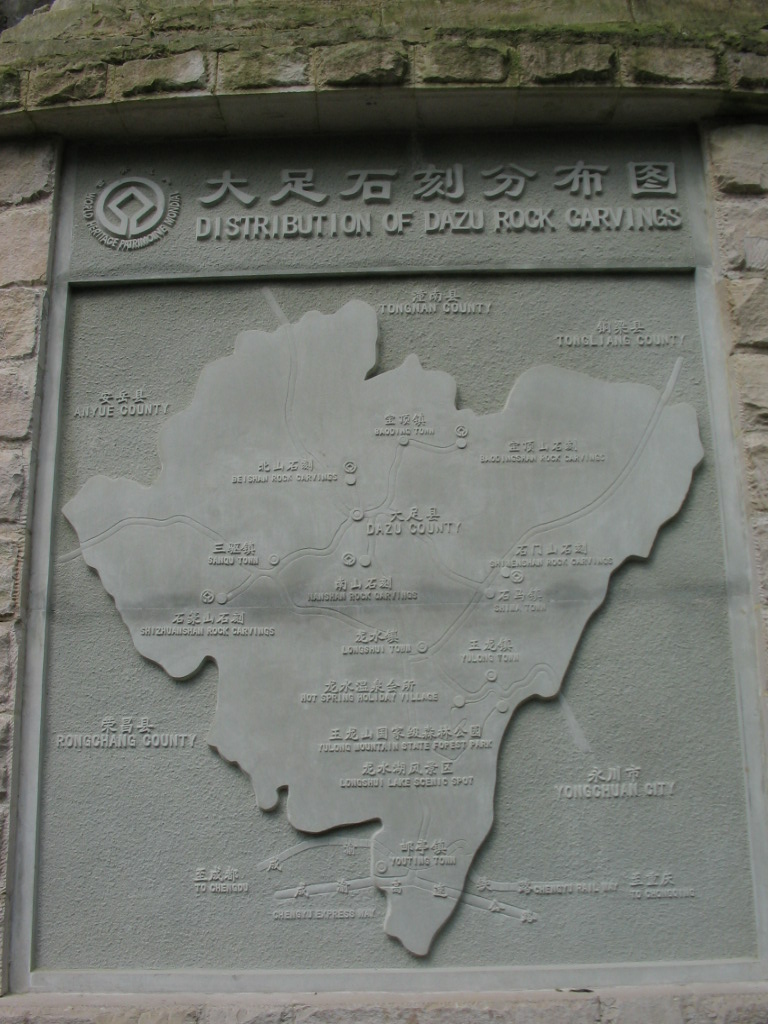 大足石刻分布图
DISTRIBUTION OF DAZU ROCK CARVINGS
WORLD HERITAGE PATRIMOINE MONDIAL
潼南县
TONGNAN COUNTY
铜梁县
TONGLIANG COUNTY
安岳县
ANYUE COUNTY
宝顶镇
BAODING TOWN
宝顶山石刻
BAODINGSHAN ROCK CARVINGS
北山石刻
BEISHAN ROCK CARVINGS
大足县
DAZU COUNTY
三驱镇
SANQU TOWN
石门山石刻
SHIMENSHAN ROCK CARVINGS
南山石刻
NANSHAN ROCK CARVINGS
石马镇
SHIMA TOWN
石篆山石刻
SHIZHUANSHAN ROCK CARVINGS
龙水镇
LONGSHUI TOWN
玉龙镇
YULONG TOWN
龙水温泉会所
HOT SPRING HOLIDAY VILLAGE
荣昌县
RONGCHANG COUNTY
玉龙山国家级森林公园
YULONG MOUNTAIN STATE FOREST PARK
龙水湖风景区
LONGSHUI LAKE SCENIC SPOT
永川市
YONGCHUAN CITY
邮亭镇
YOUTING TOWN
至成都
TO CHENGDU
成渝铁路
CHENGYU RAIL WAY
至重庆
TO CHONGQING
成渝高速公路
CHENGYU EXPRESS WAY